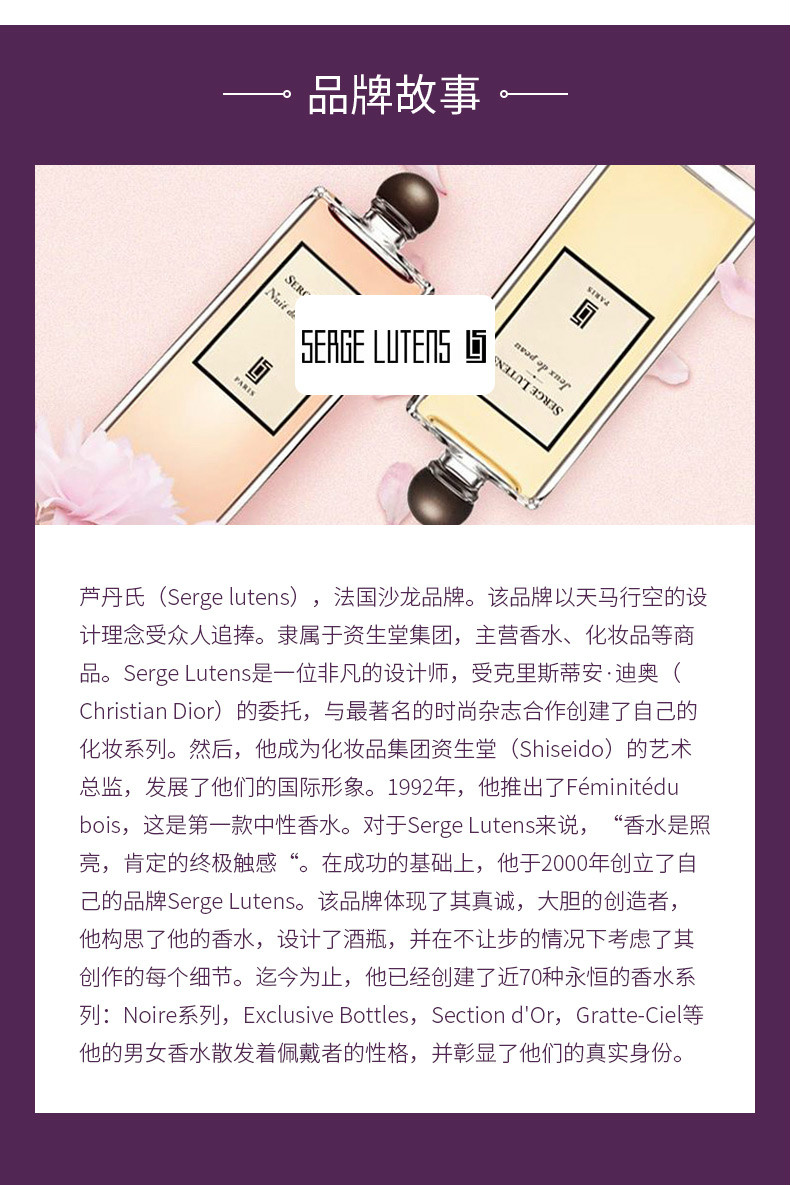 品牌故事
SERGE LUTENS
Nuit de
PARIS
SERGE LUTENS
Jeux de peau
PARIS
SERGE LUTENS
芦丹氏（Serge lutens），法国沙龙品牌。该品牌以天马行空的设
计理念受众人追捧。隶属于资生堂集团，主营香水、化妆品等商
品。Serge Lutens是一位非凡的设计师，受克里斯蒂安·迪奥（
Christian Dior）的委托，与最著名的时尚杂志合作创建了自己的
化妆系列。然后，他成为化妆品集团资生堂（Shiseido）的艺术
总监，发展了他们的国际形象。1992年，他推出了Féminitédu
bois，这是第一款中性香水。对于Serge Lutens来说，“香水是照
亮，肯定的终极触感“。在成功的基础上，他于2000年创立了自
己的品牌Serge Lutens。该品牌体现了其真诚，大胆的创造者，
他构思了他的香水，设计了酒瓶，并在不让步的情况下考虑了其
创作的每个细节。迄今为止，他已经创建了近70种永恒的香水系
列：Noire系列，Exclusive Bottles，Section d'Or，Gratte-Ciel等
他的男女香水散发着佩戴者的性格，并彰显了他们的真实身份。